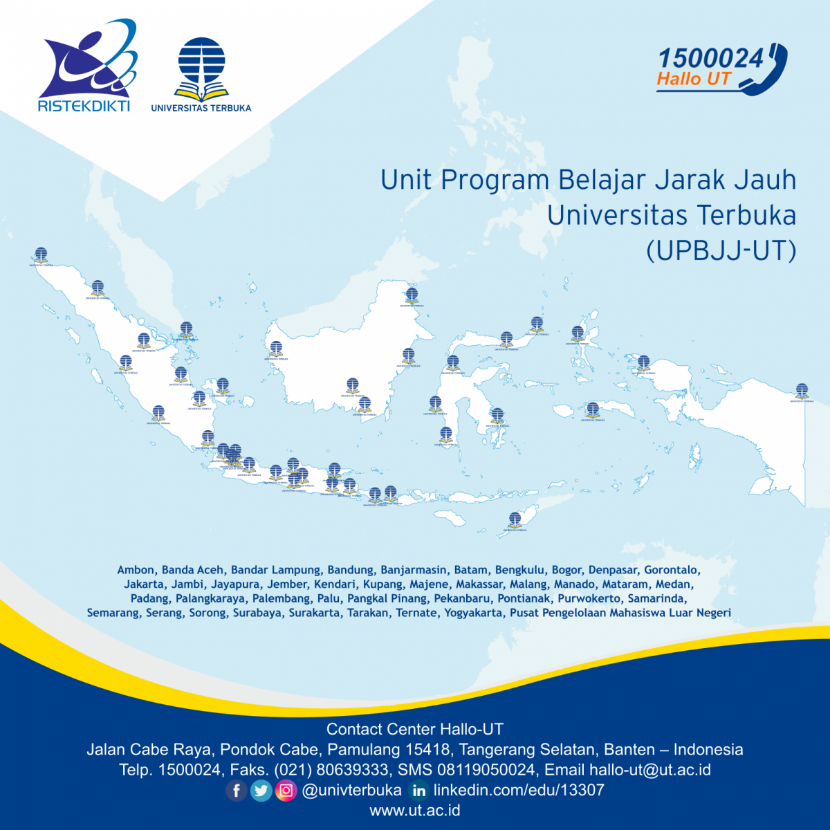 RISTEKDIKTI
UNIVERSITAS TERBUKA
1500024
Hallo UT
Unit Program Belajar Jarak Jauh
Universitas Terbuka
(UPBJJ-UT)
Ambon, Banda Aceh, Bandar Lampung, Bandung, Banjarmasin, Batam, Bengkulu, Bogor, Denpasar, Gorontalo,
Jakarta, Jambi, Jayapura, Jember, Kendari, Kupang, Majene, Makassar, Malang, Manado, Mataram, Medan,
Padang, Palangkaraya, Palembang, Palu, Pangkal Pinang, Pekanbaru, Pontianak, Purwokerto, Samarinda,
Semarang, Serang, Sorong, Surabaya, Surakarta, Tarakan, Ternate, Yogyakarta, Pusat Pengelolaan Mahasiswa Luar Negeri
Contact Center Hallo-UT
Jalan Cabe Raya, Pondok Cabe, Pamulang 15418, Tangerang Selatan, Banten – Indonesia
Telp. 1500024, Faks. (021) 80639333, SMS 08119050024, Email hallo-ut@ut.ac.id
@univterbuka linkedin.com/edu/13307
www.ut.ac.id